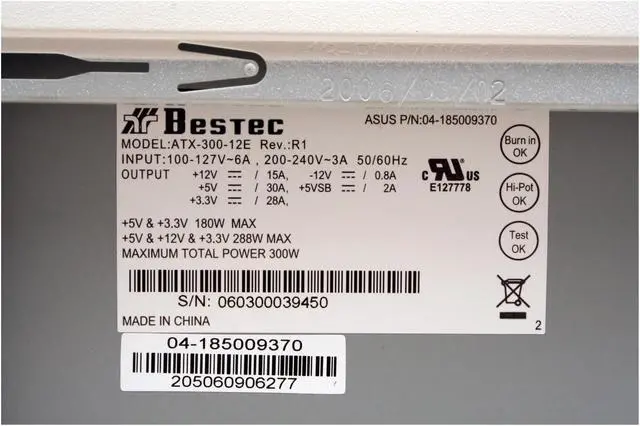 2006/
02
BESTEC
ASUS P/N:04-185009370
MODEL:ATX-300-12E Rev.:R1
INPUT:100-127V~6A , 200-240V~3A 50/60Hz
OUTPUT +12V ⎓ / 15A, -12V ⎓ / 0.8A
+5V ⎓ / 30A, +5VSB ⎓ / 2A
+3.3V ⎓ / 28A,
C RU US
E127778
Burn in
OK
Hi-Pot
OK
Test
OK
+5V & +3.3V 180W MAX
+5V & +12V & +3.3V 288W MAX
MAXIMUM TOTAL POWER 300W
S/N: 060300039450
MADE IN CHINA
2
04-185009370
205060906277